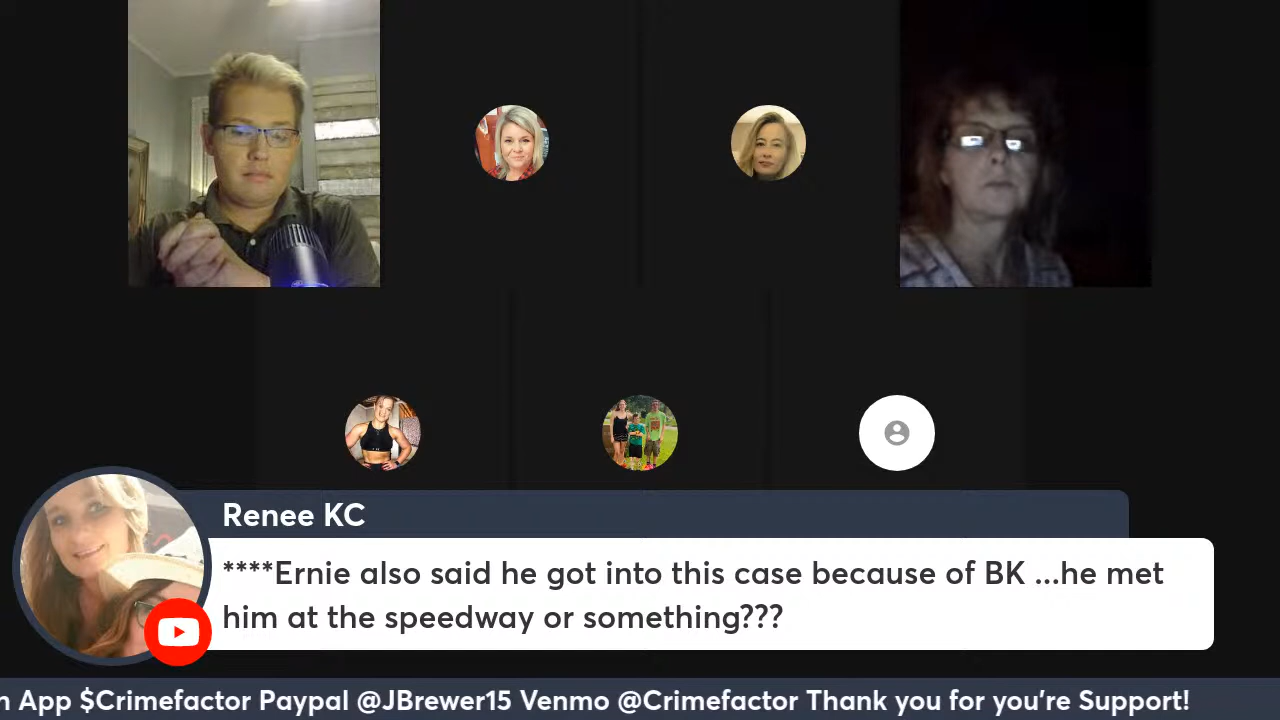 Renee KC
****Ernie also said he got into this case because of BK ...he met
him at the speedway or something???
App $Crimefactor Paypal @JBrewer15 Venmo @Crimefactor Thank you for you're Support!